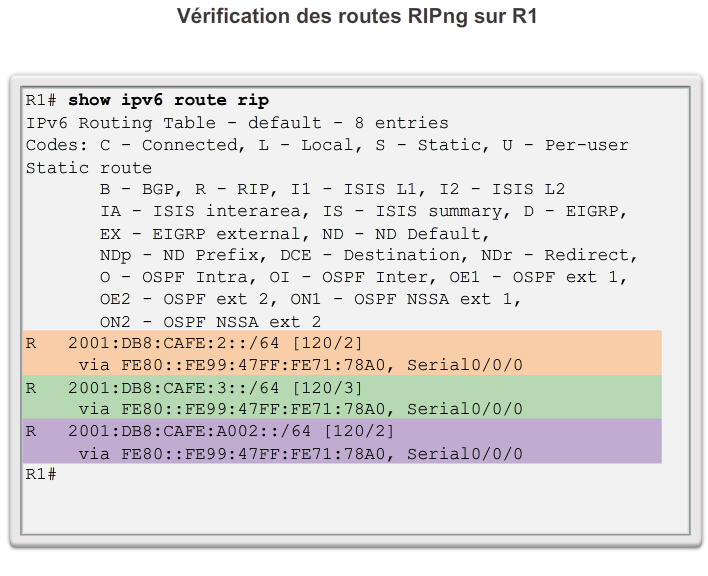 Vérification des routes RIPng sur R1
R1# show ipv6 route rip
IPv6 Routing Table - default - 8 entries
Codes: C - Connected, L - Local, S - Static, U - Per-user
Static route
B - BGP, R - RIP, I1 - ISIS L1, I2 - ISIS L2
IA - ISIS interarea, IS - ISIS summary, D - EIGRP,
EX - EIGRP external, ND - ND Default,
NDp - ND Prefix, DCE - Destination, NDr - Redirect,
O - OSPF Intra, OI - OSPF Inter, OE1 - OSPF ext 1,
OE2 - OSPF ext 2, ON1 - OSPF NSSA ext 1,
ON2 - OSPF NSSA ext 2
R 2001:DB8:CAFE:2::/64 [120/2]
via FE80::FE99:47FF:FE71:78A0, Serial0/0/0
R 2001:DB8:CAFE:3::/64 [120/3]
via FE80::FE99:47FF:FE71:78A0, Serial0/0/0
R 2001:DB8:CAFE:A002::/64 [120/2]
via FE80::FE99:47FF:FE71:78A0, Serial0/0/0
R1#